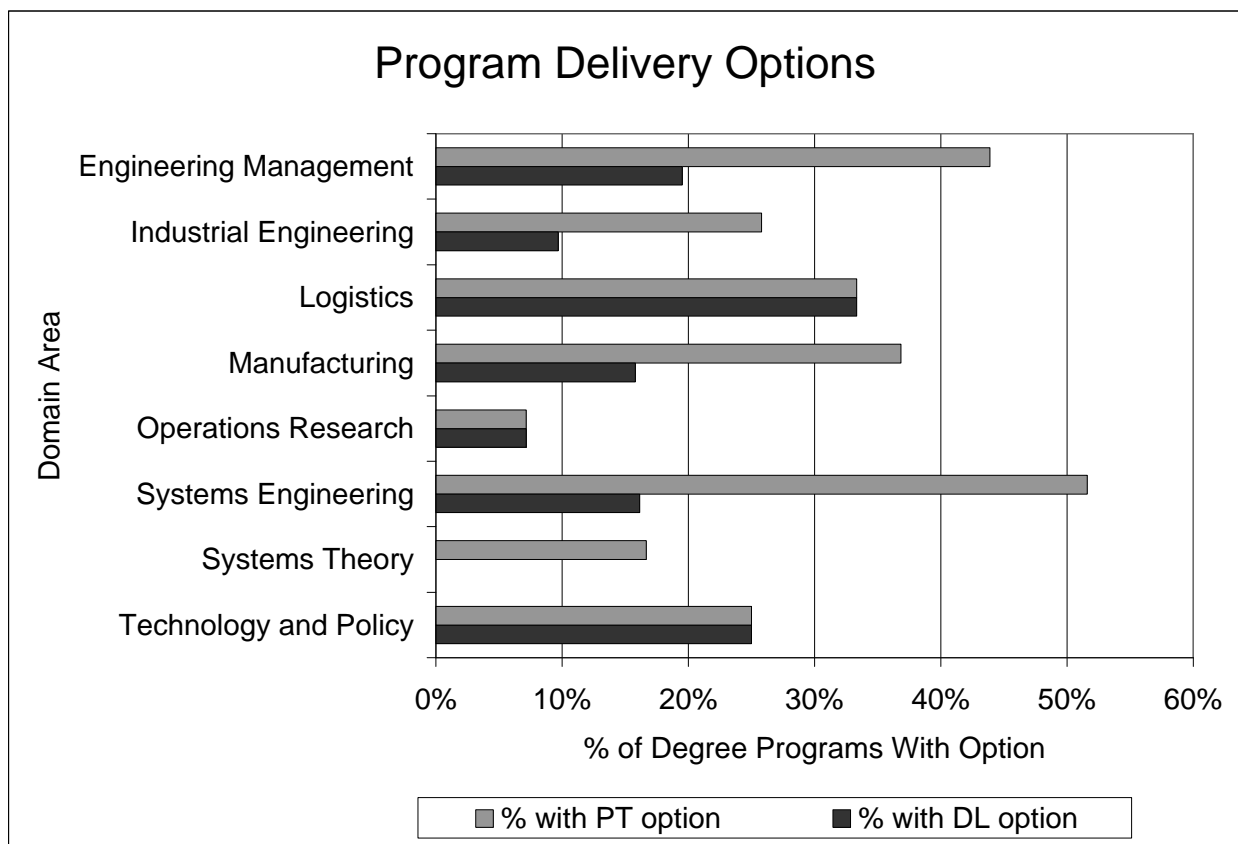 Program Delivery Options
Domain Area
Engineering Management
Industrial Engineering
Logistics
Manufacturing
Operations Research
Systems Engineering
Systems Theory
Technology and Policy
0% 10% 20% 30% 40% 50% 60%
% of Degree Programs With Option
% with PT option % with DL option